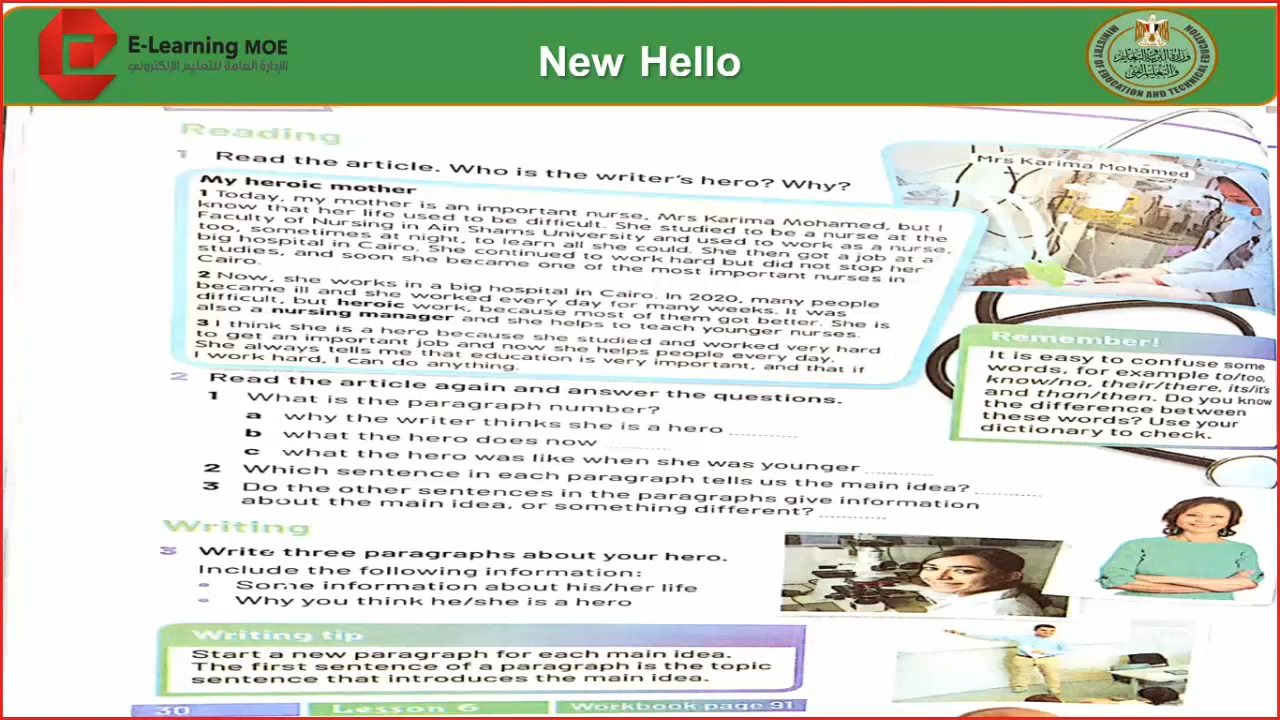 E-Learning MOE
الإدارة العامة للتعليم الإلكتروني
New Hello
وزارة التربية والتعليم
والتعليم الفني
MINISTRY OF EDUCATION AND TECHNICAL EDUCATION
Reading
1 Read the article. Who is the writer's hero? Why?
Mrs Karima Mohamed
My heroic mother
1 Today, my mother is an important nurse, Mrs Karima Mohamed, but I
know that her life used to be difficult. She studied to be a nurse at the
Faculty of Nursing in Ain Shams University and used to work as a nurse,
too, sometimes at night, to learn all she could. She then got a job at a
big hospital in Cairo. She continued to work hard but did not stop her
studies, and soon she became one of the most important nurses in
Cairo.
2 Now, she works in a big hospital in Cairo. In 2020, many people
became ill and she worked every day for many weeks. It was
difficult, but heroic work, because most of them got better. She is
also a nursing manager and she helps to teach younger nurses.
3 I think she is a hero because she studied and worked very hard
to get an important job and now she helps people every day.
She always tells me that education is very important, and that if
I work hard, I can do anything.
Remember!
It is easy to confuse some
words, for example to/too,
know/no, their/there, its/it's
and than/then. Do you know
the difference between
these words? Use your
dictionary to check.
2 Read the article again and answer the questions.
1 What is the paragraph number?
a why the writer thinks she is a hero ..........
b what the hero does now ..........
c what the hero was like when she was younger ..........
2 Which sentence in each paragraph tells us the main idea? ..........
3 Do the other sentences in the paragraphs give information
about the main idea, or something different? ..........
Writing
3 Write three paragraphs about your hero.
Include the following information:
• Some information about his/her life
• Why you think he/she is a hero
Writing tip
Start a new paragraph for each main idea.
The first sentence of a paragraph is the topic
sentence that introduces the main idea.
30 Lesson 6 Workbook page 91